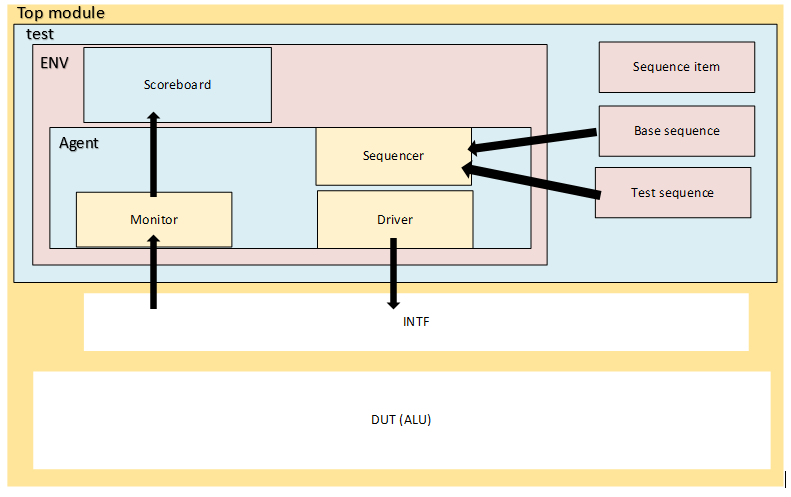 Top module
test
ENV
Scoreboard
Sequence item
Agent
Sequencer
Base sequence
Monitor
Driver
Test sequence
INTF
DUT (ALU)